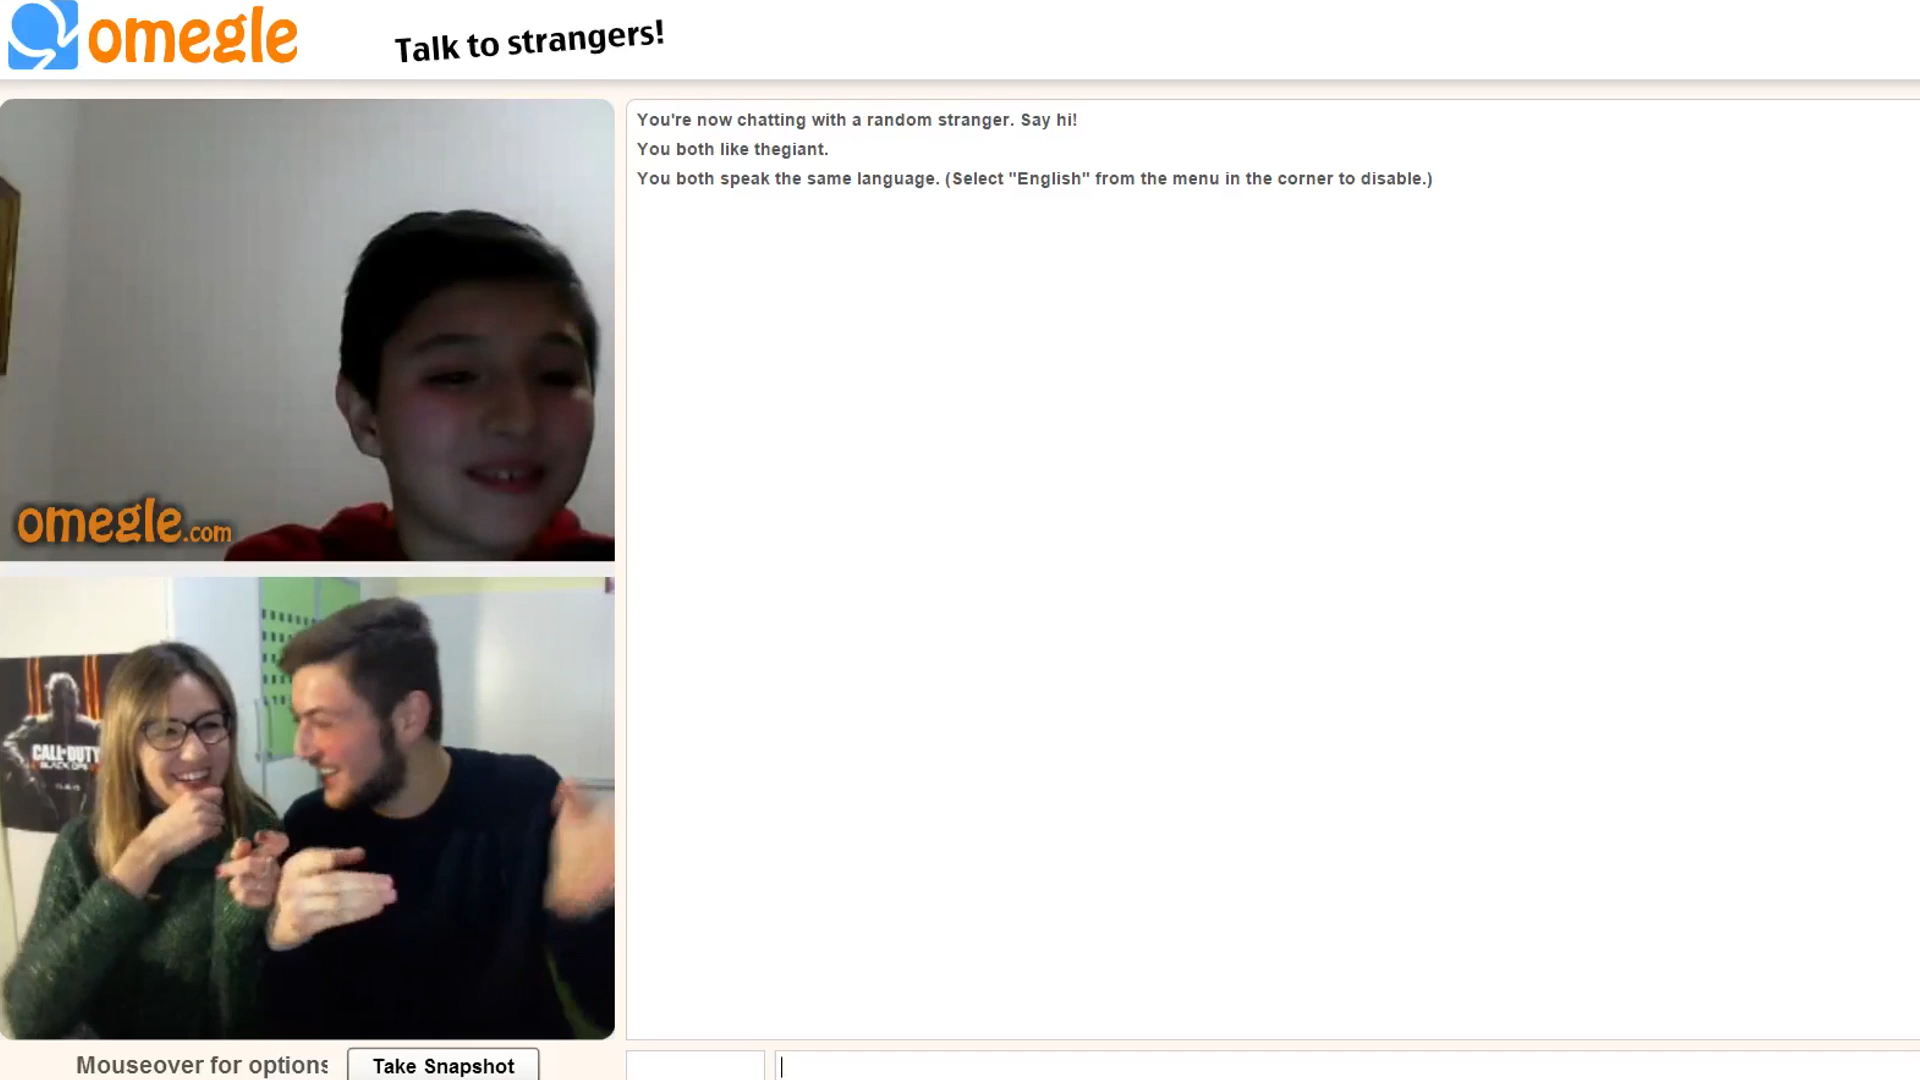 omegle
Talk to strangers!
You're now chatting with a random stranger. Say hi!
You both like thegiant.
You both speak the same language. (Select "English" from the menu in the corner to disable.)
omegle.com
CALL OF DUTY
BLACK OPS
Mouseover for options
Take Snapshot